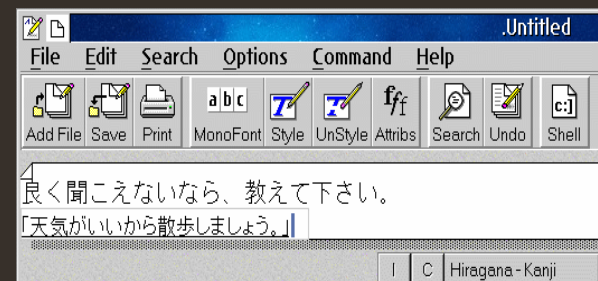 .Untitled
File Edit Search Options Command Help
abc T T fff c:]
Add File Save Print MonoFont Style UnStyle Attribs Search Undo Shell
良く聞こえないなら、教えて下さい。
「天気がいいから散歩しましょう。」
I C Hiragana - Kanji